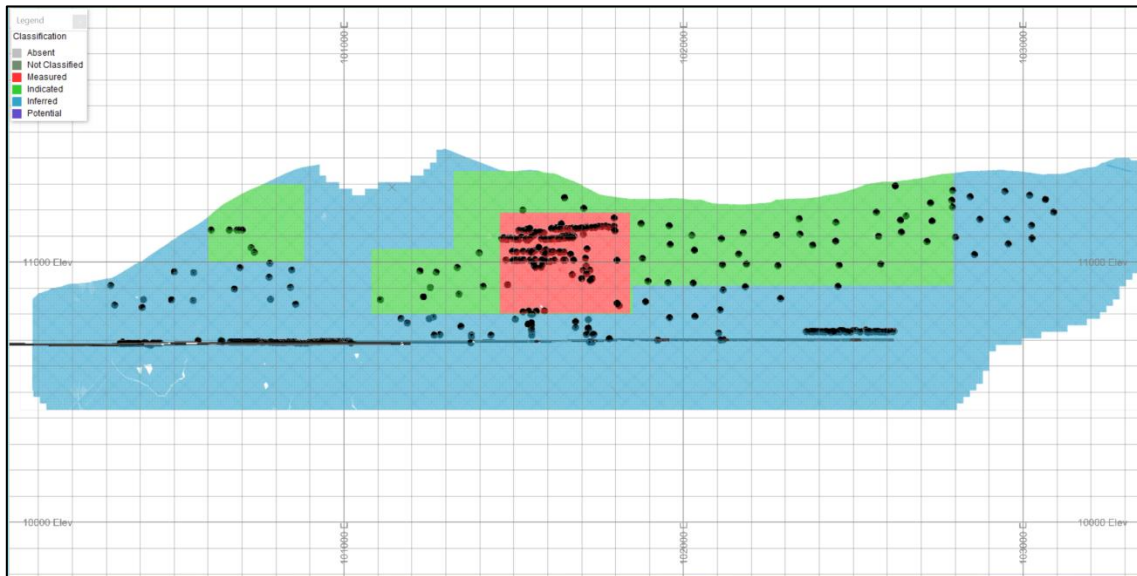 Legend
Classification
Absent
Not Classified
Measured
Indicated
Inferred
Potential
101000 E
102000 E
103000 E
11000 Elev
11000 Elev
10000 Elev
10000 Elev
101000 E
102000 E
103000 E